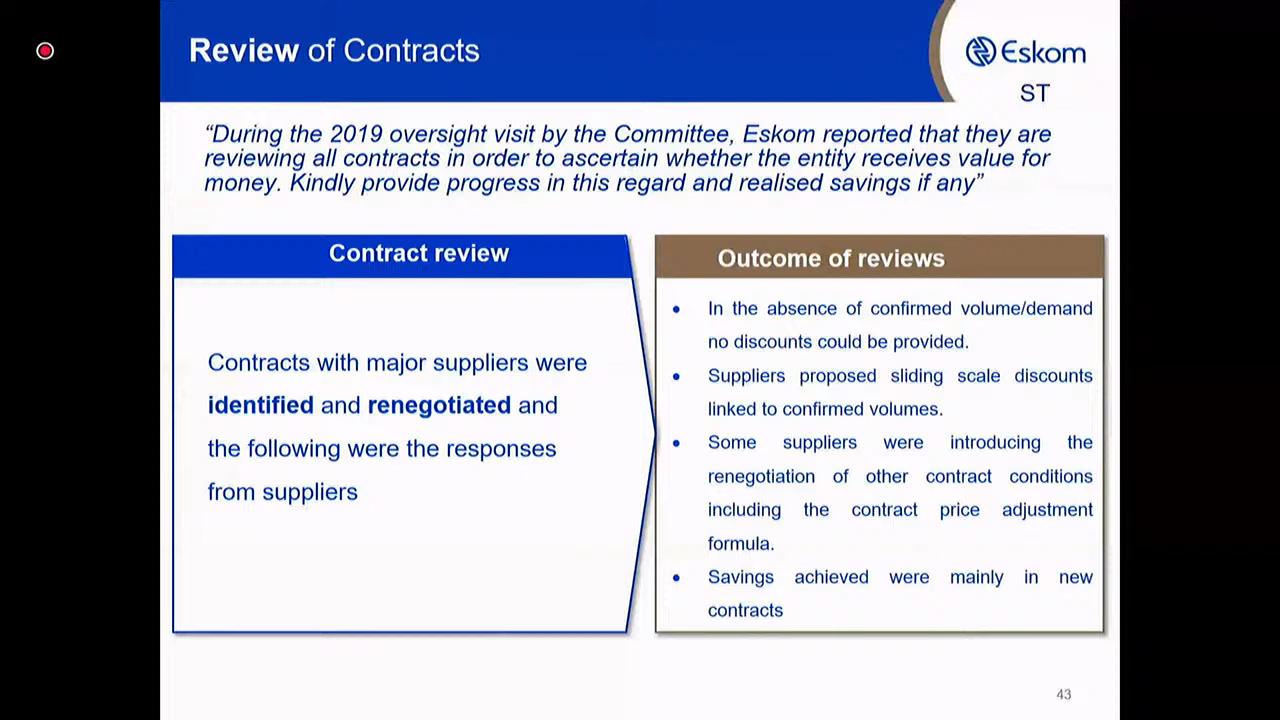 Review of Contracts
Eskom
ST
“During the 2019 oversight visit by the Committee, Eskom reported that they are
reviewing all contracts in order to ascertain whether the entity receives value for
money. Kindly provide progress in this regard and realised savings if any”
Contract review
Contracts with major suppliers were
identified and renegotiated and
the following were the responses
from suppliers
Outcome of reviews
• In the absence of confirmed volume/demand
no discounts could be provided.
• Suppliers proposed sliding scale discounts
linked to confirmed volumes.
• Some suppliers were introducing the
renegotiation of other contract conditions
including the contract price adjustment
formula.
• Savings achieved were mainly in new
contracts
43